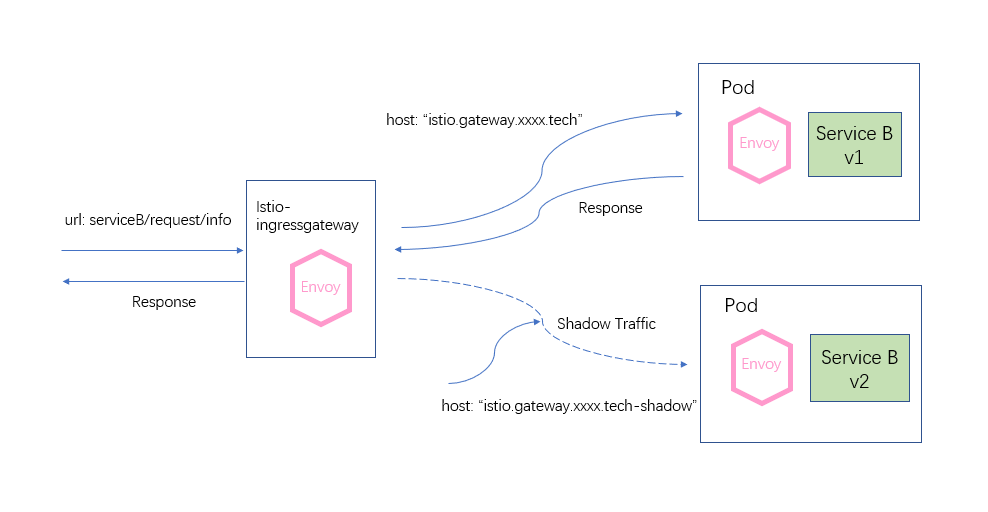 Pod
host: “istio.gateway.xxxx.tech”
Envoy
Service B
v1
url: serviceB/request/info
Istio-
ingressgateway
Response
Envoy
Response
Pod
Shadow Traffic
Envoy
Service B
v2
host: “istio.gateway.xxxx.tech-shadow”